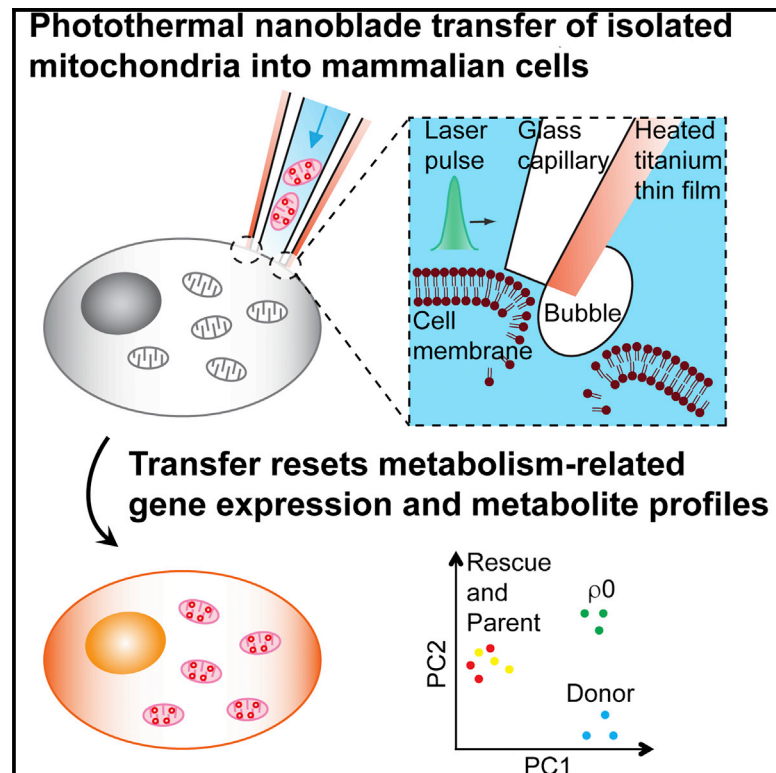 Photothermal nanoblade transfer of isolated
mitochondria into mammalian cells
Laser
pulse
Glass
capillary
Heated
titanium
thin film
Cell
membrane
Bubble
Transfer resets metabolism-related
gene expression and metabolite profiles
Rescue
and
Parent
ρ0
Donor
PC2
PC1